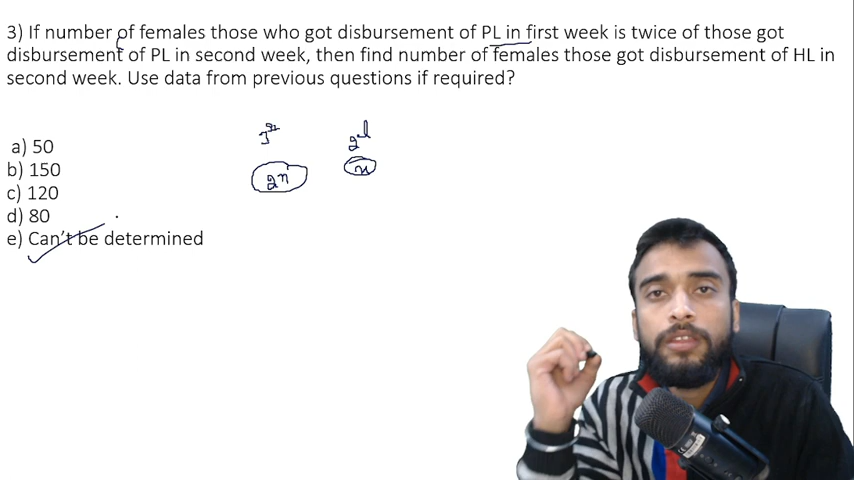 3) If number of females those who got disbursement of PL in first week is twice of those got
disbursement of PL in second week, then find number of females those got disbursement of HL in
second week. Use data from previous questions if required?
a) 50
b) 150
c) 120
d) 80
e) Can't be determined